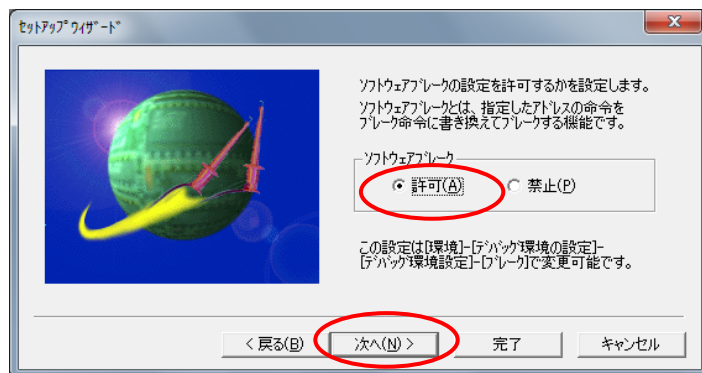 ｾｯﾄｱｯﾌﾟ ｳｨｻﾞｰﾄﾞ
ｿﾌﾄｳｪｱﾌﾞﾚｰｸの設定を許可するかを設定します。
ｿﾌﾄｳｪｱﾌﾞﾚｰｸとは、指定したｱﾄﾞﾚｽの命令を
ﾌﾞﾚｰｸ命令に書き換えてﾌﾞﾚｰｸする機能です。
ｿﾌﾄｳｪｱﾌﾞﾚｰｸ
許可(A) 禁止(P)
この設定は[環境]-[ﾃﾞﾊﾞｯｸﾞ環境の設定]-
[ﾃﾞﾊﾞｯｸﾞ環境設定]-[ﾌﾞﾚｰｸ]で変更可能です。
< 戻る(B) 次へ(N) > 完了 キャンセル